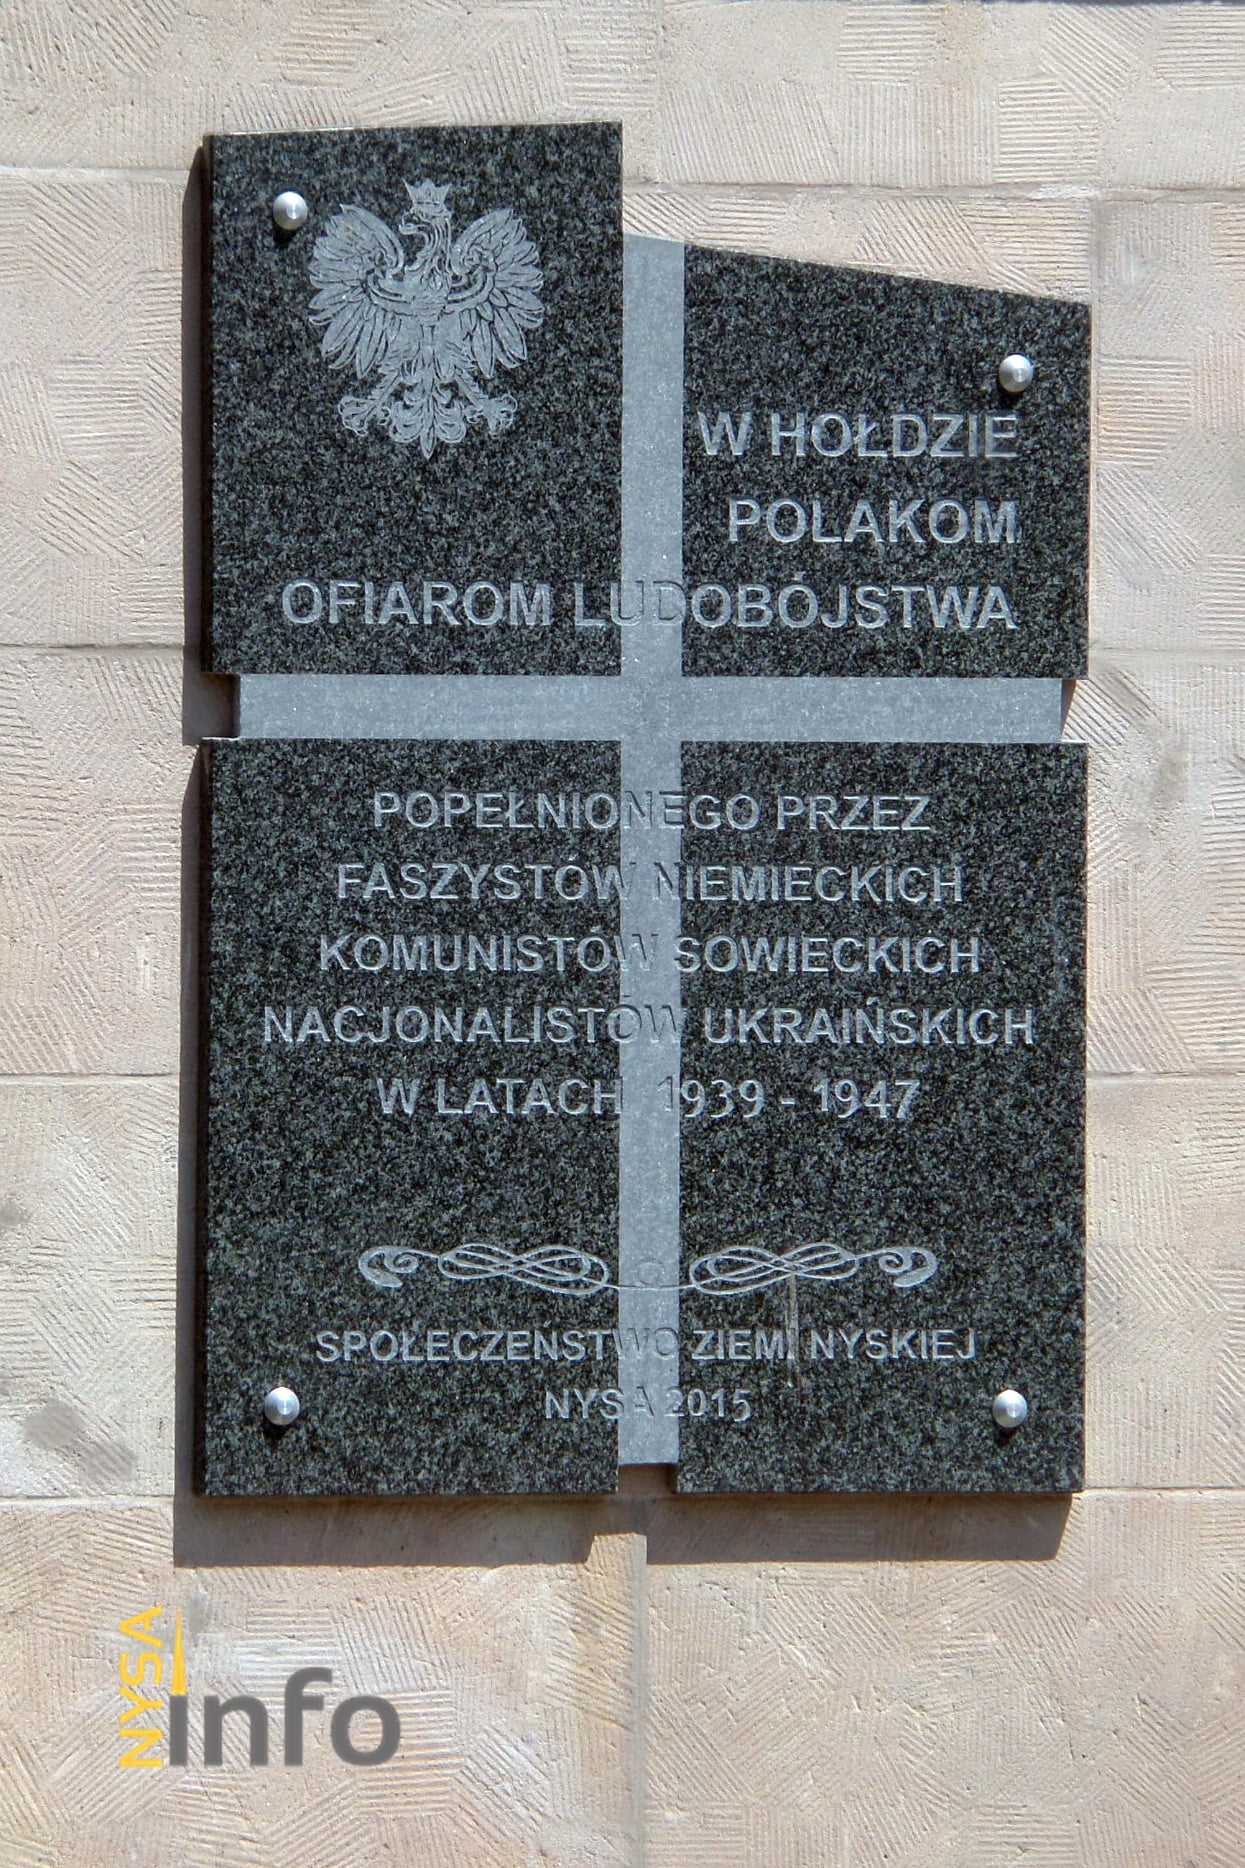 W HOŁDZIE
POLAKOM
OFIAROM LUDOBÓJSTWA
POPEŁNIONEGO PRZEZ
FASZYSTÓW NIEMIECKICH
KOMUNISTÓW SOWIECKICH
NACJONALISTÓW UKRAIŃSKICH
W LATACH 1939 - 1947
SPOŁECZEŃSTWO ZIEMI NYSKIEJ
NYSA 2015
NYSA
info